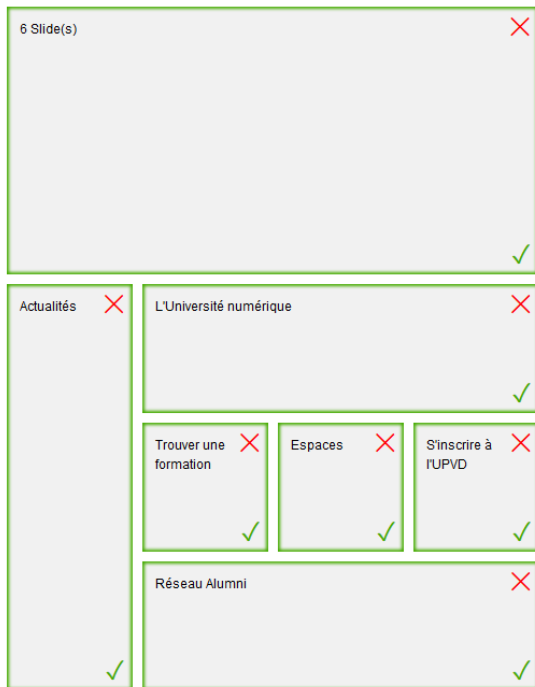 6 Slide(s)
Actualités
L'Université numérique
Trouver une
formation
Espaces
S'inscrire à
l'UPVD
Réseau Alumni